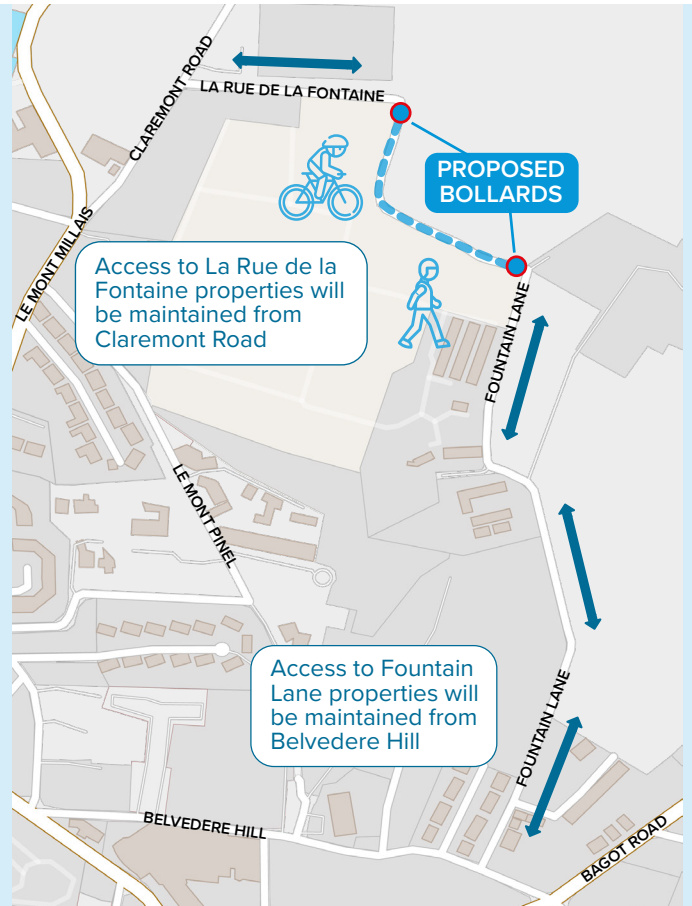 LA RUE DE LA FONTAINE
CLAREMONT ROAD
PROPOSED
BOLLARDS
LE MONT MILLAIS
Access to La Rue de la
Fontaine properties will
be maintained from
Claremont Road
FOUNTAIN LANE
LE MONT PINEL
Access to Fountain
Lane properties will
be maintained from
Belvedere Hill
FOUNTAIN LANE
BELVEDERE HILL
BAGOT ROAD